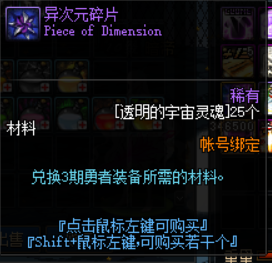 异次元碎片
Piece of Dimension
稀有
[透明的宇宙灵魂]25个
材料
帐号绑定
兑换3期勇者装备所需的材料。
『点击鼠标左键可购买』
『Shift+鼠标左键,可购买若干个』